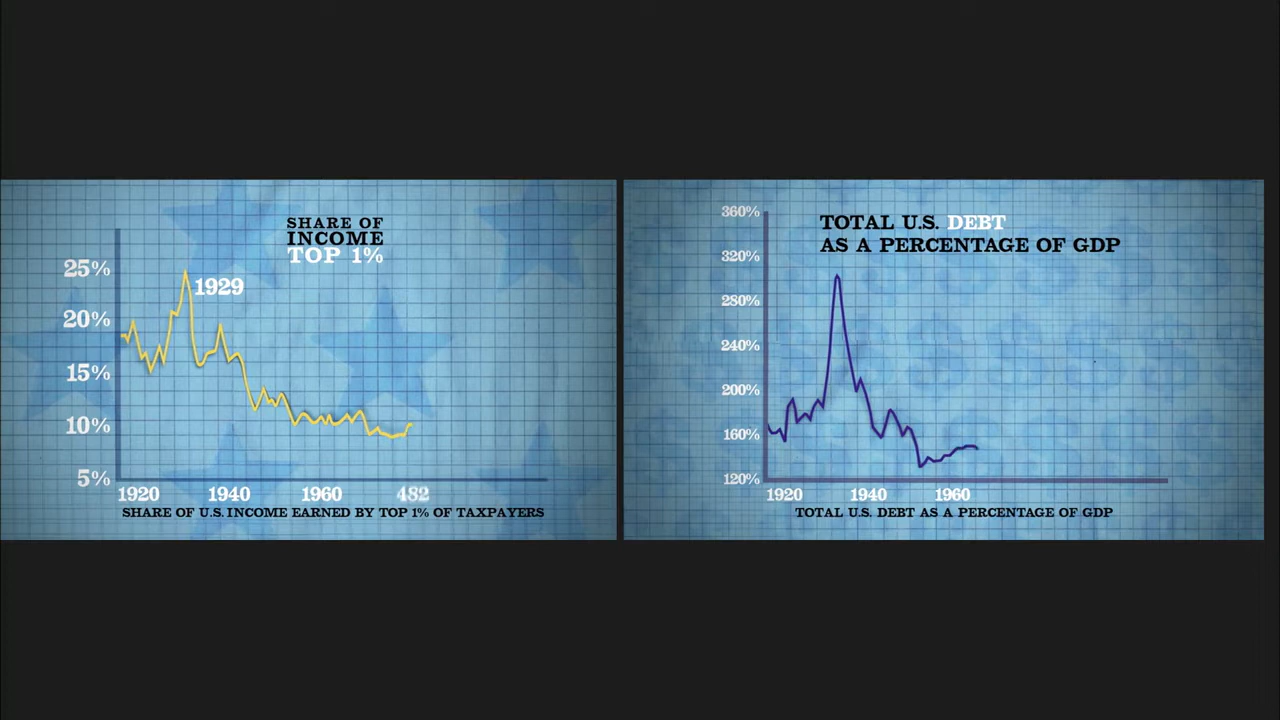 SHARE OF
INCOME
TOP 1%
25%
1929
20%
15%
10%
5%
1920 1940 1960 482
SHARE OF U.S. INCOME EARNED BY TOP 1% OF TAXPAYERS
TOTAL U.S. DEBT
AS A PERCENTAGE OF GDP
360%
320%
280%
240%
200%
160%
120%
1920 1940 1960
TOTAL U.S. DEBT AS A PERCENTAGE OF GDP